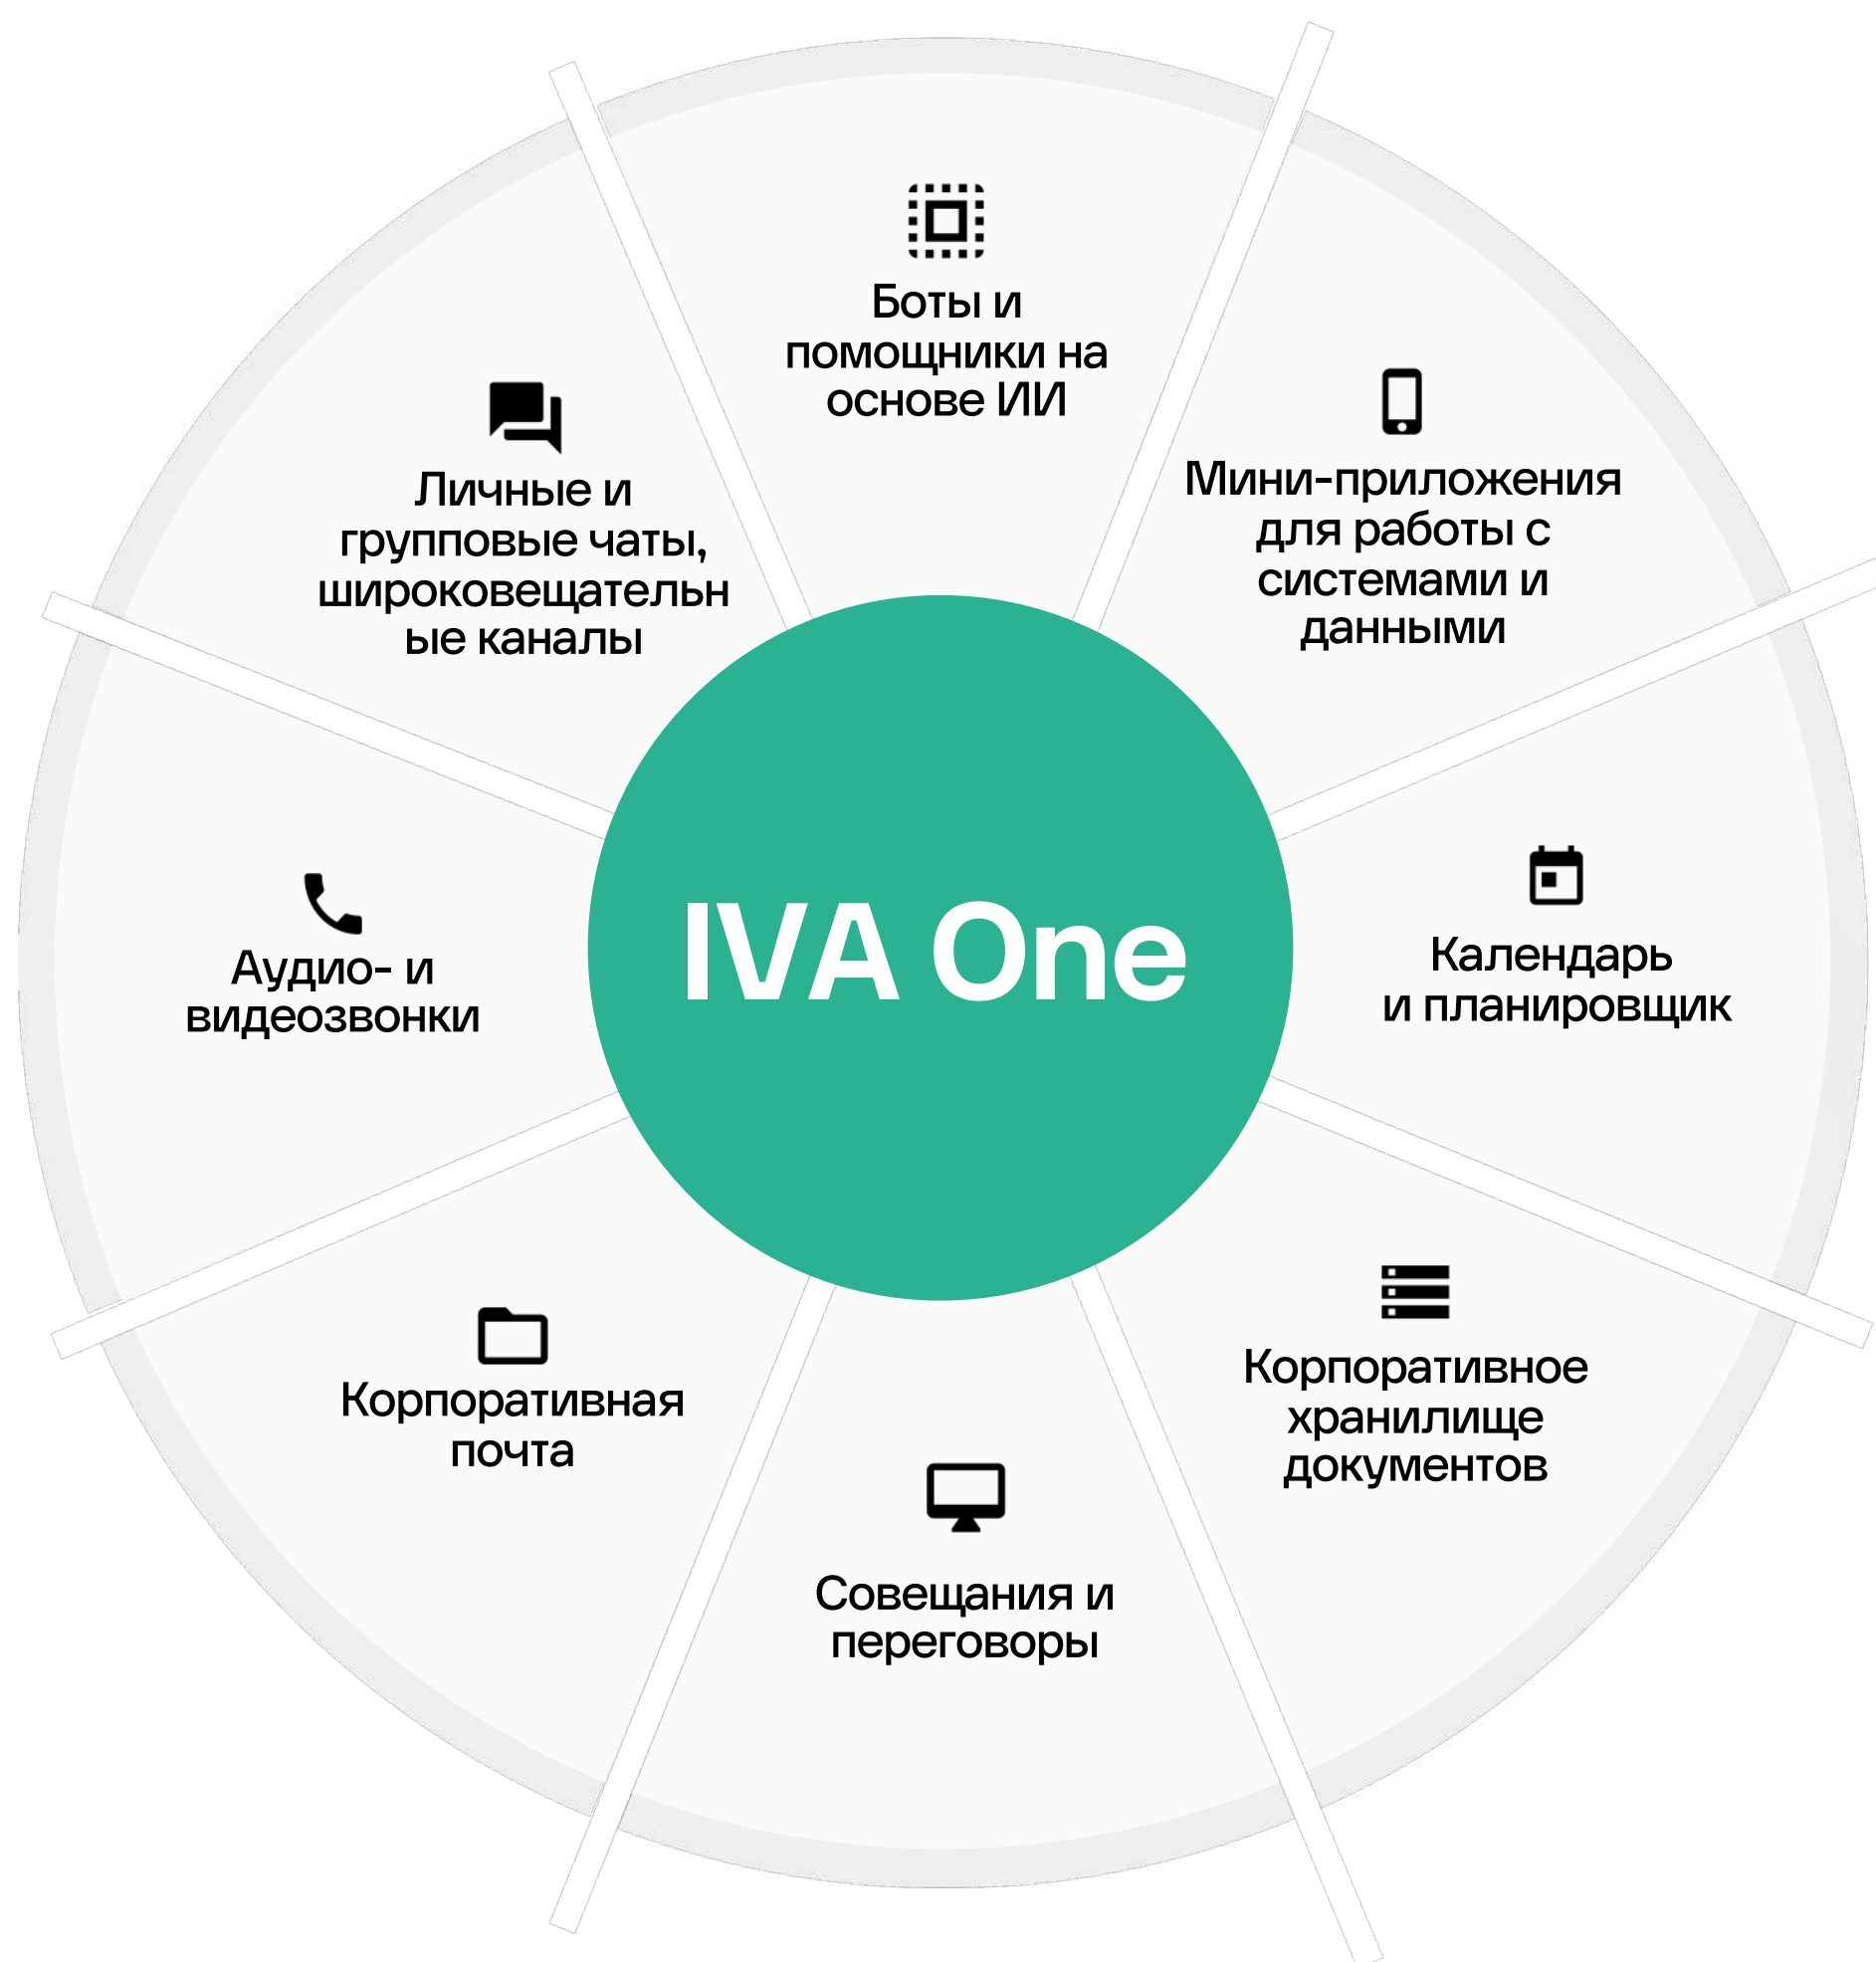 Боты и
помощники на
основе ИИ
Личные и
групповые чаты,
широковещательн
ые каналы
Мини-приложения
для работы с
системами и
данными
Аудио- и
видеозвонки
IVA One
Календарь
и планировщик
Корпоративная
почта
Корпоративное
хранилище
документов
Совещания и
переговоры